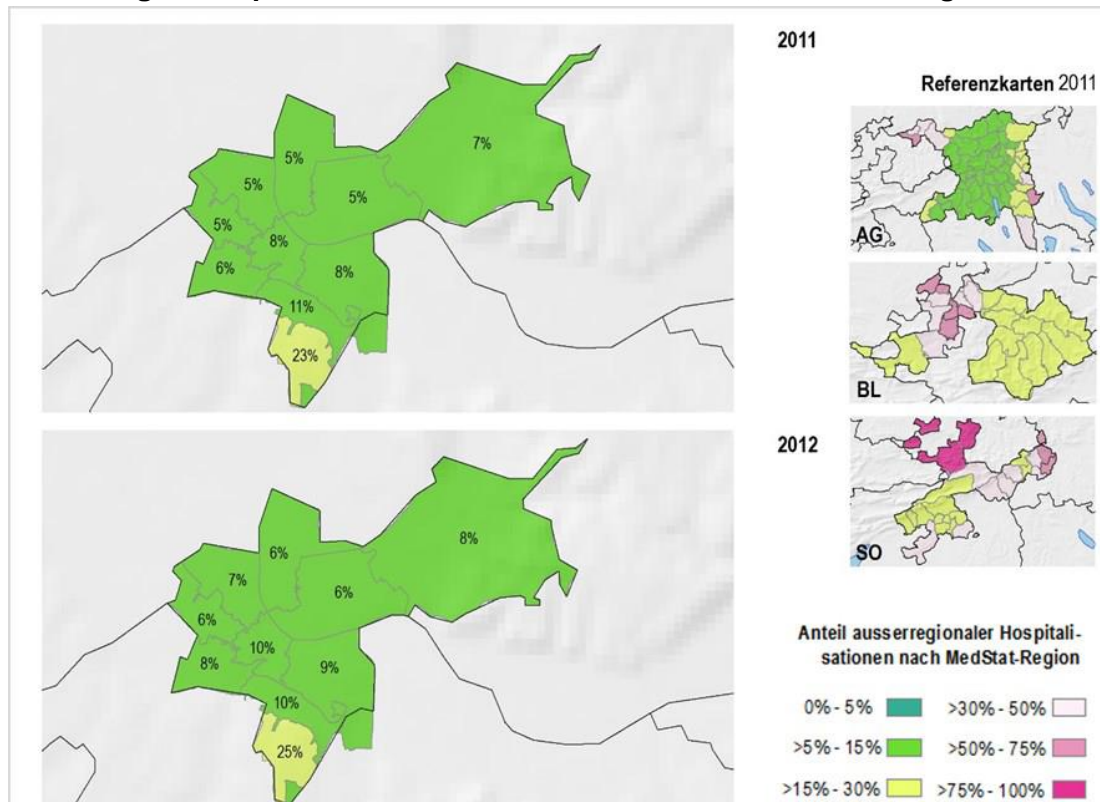 2011
Referenzkarten 2011
7%
5%
5%
5%
5%
8%
6%
8%
11%
23%
AG
BL
SO
2012
8%
6%
7%
6%
6%
10%
8%
9%
10%
25%
Anteil ausserregionaler Hospitali-
sationen nach MedStat-Region
0% - 5%
>30% - 50%
>5% - 15%
>50% - 75%
>15% - 30%
>75% - 100%